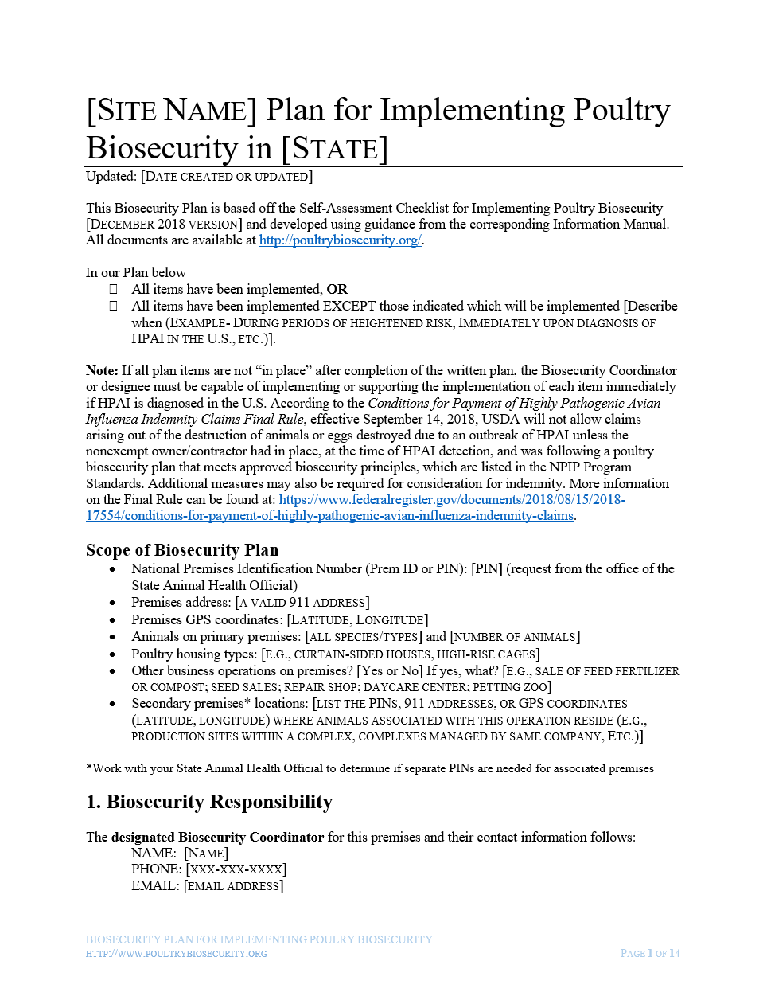 [SITE NAME] Plan for Implementing Poultry
Biosecurity in [STATE]
Updated: [DATE CREATED OR UPDATED]
This Biosecurity Plan is based off the Self-Assessment Checklist for Implementing Poultry Biosecurity
[DECEMBER 2018 VERSION] and developed using guidance from the corresponding Information Manual.
All documents are available at http://poultrybiosecurity.org/.
In our Plan below
☐ All items have been implemented, OR
☐ All items have been implemented EXCEPT those indicated which will be implemented [Describe
when (EXAMPLE- DURING PERIODS OF HEIGHTENED RISK, IMMEDIATELY UPON DIAGNOSIS OF
HPAI IN THE U.S., ETC.)].
Note: If all plan items are not “in place” after completion of the written plan, the Biosecurity Coordinator
or designee must be capable of implementing or supporting the implementation of each item immediately
if HPAI is diagnosed in the U.S. According to the Conditions for Payment of Highly Pathogenic Avian
Influenza Indemnity Claims Final Rule, effective September 14, 2018, USDA will not allow claims
arising out of the destruction of animals or eggs destroyed due to an outbreak of HPAI unless the
nonexempt owner/contractor had in place, at the time of HPAI detection, and was following a poultry
biosecurity plan that meets approved biosecurity principles, which are listed in the NPIP Program
Standards. Additional measures may also be required for consideration for indemnity. More information
on the Final Rule can be found at: https://www.federalregister.gov/documents/2018/08/15/2018-
17554/conditions-for-payment-of-highly-pathogenic-avian-influenza-indemnity-claims.
Scope of Biosecurity Plan
• National Premises Identification Number (Prem ID or PIN): [PIN] (request from the office of the
State Animal Health Official)
• Premises address: [A VALID 911 ADDRESS]
• Premises GPS coordinates: [LATITUDE, LONGITUDE]
• Animals on primary premises: [ALL SPECIES/TYPES] and [NUMBER OF ANIMALS]
• Poultry housing types: [E.G., CURTAIN-SIDED HOUSES, HIGH-RISE CAGES]
• Other business operations on premises? [Yes or No] If yes, what? [E.G., SALE OF FEED FERTILIZER
OR COMPOST; SEED SALES; REPAIR SHOP; DAYCARE CENTER; PETTING ZOO]
• Secondary premises* locations: [LIST THE PINS, 911 ADDRESSES, OR GPS COORDINATES
(LATITUDE, LONGITUDE) WHERE ANIMALS ASSOCIATED WITH THIS OPERATION RESIDE (E.G.,
PRODUCTION SITES WITHIN A COMPLEX, COMPLEXES MANAGED BY SAME COMPANY, ETC.)]
*Work with your State Animal Health Official to determine if separate PINs are needed for associated premises
1. Biosecurity Responsibility
The designated Biosecurity Coordinator for this premises and their contact information follows:
NAME: [NAME]
PHONE: [XXX-XXX-XXXX]
EMAIL: [EMAIL ADDRESS]
BIOSECURITY PLAN FOR IMPLEMENTING POULRY BIOSECURITY
HTTP://WWW.POULTRYBIOSECURITY.ORG PAGE 1 OF 14